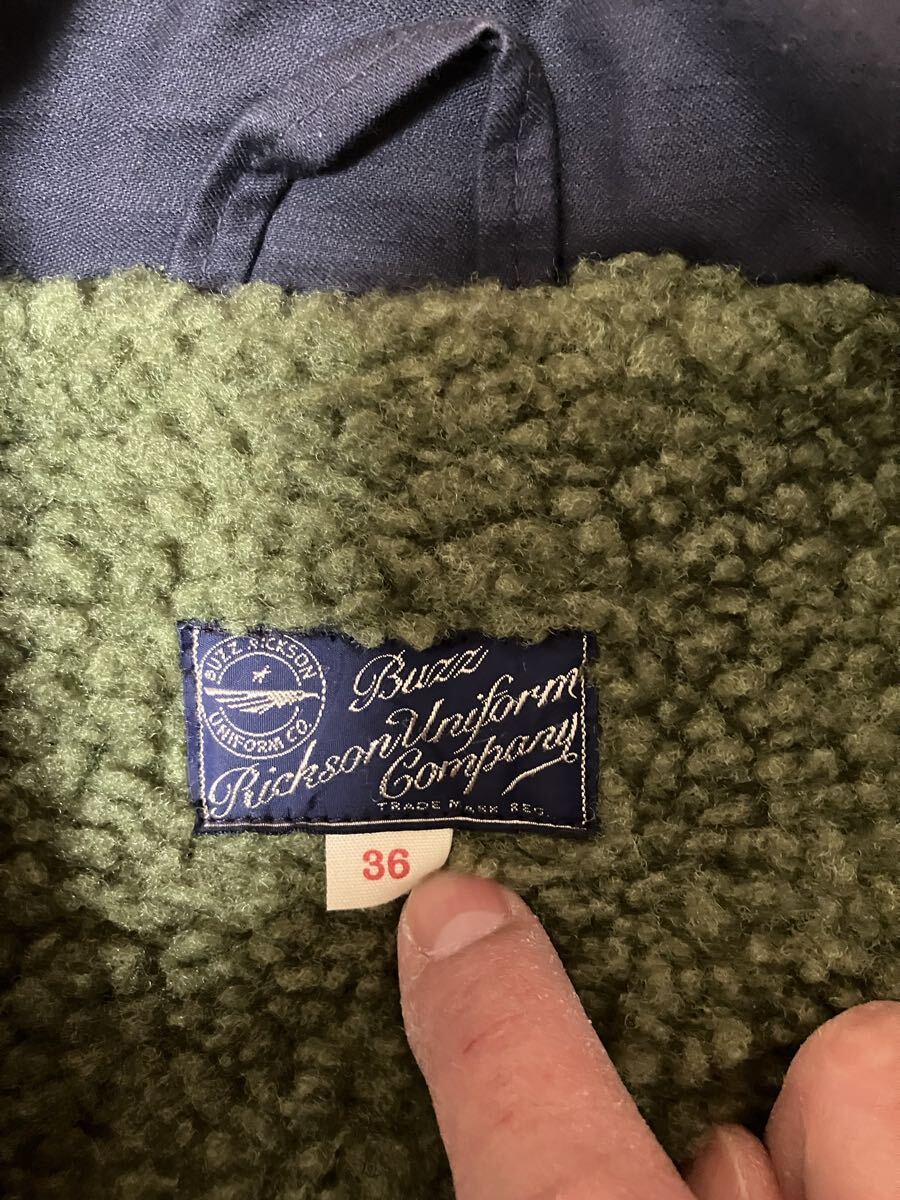 BUZZ RICKSON
UNIFORM CO.
Buzz
Rickson Uniform
Company
TRADE MARK REG.
36